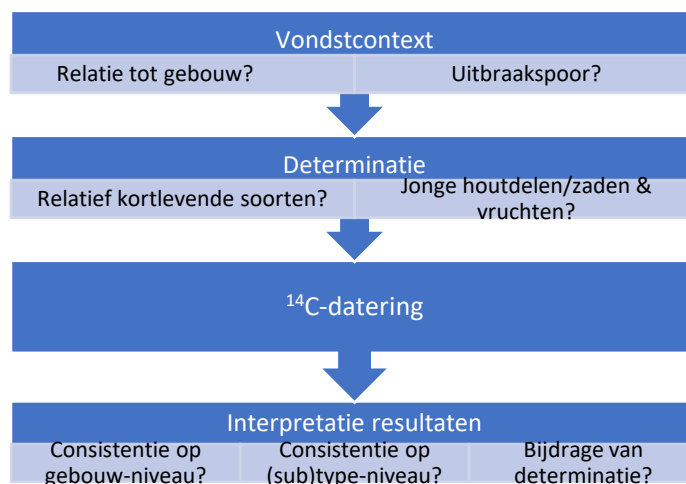 Vondstcontext
Relatie tot gebouw?
Uitbraakspoor?
Determinatie
Relatief kortlevende soorten?
Jonge houtdelen/zaden &
vruchten?
¹⁴C-datering
Interpretatie resultaten
Consistentie op
gebouw-niveau?
Consistentie op
(sub)type-niveau?
Bijdrage van
determinatie?